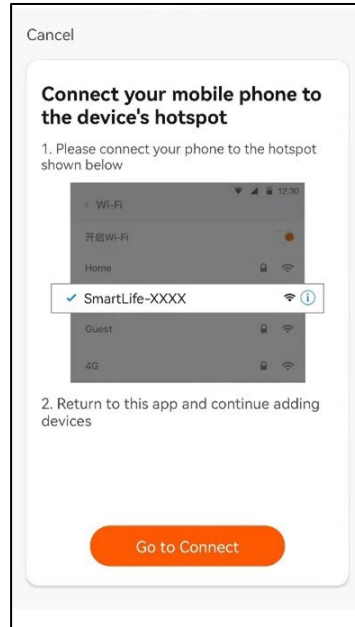 Cancel
Connect your mobile phone to
the device's hotspot
1. Please connect your phone to the hotspot
shown below
12:30
Wi-Fi
开启Wi-Fi
Home
SmartLife-XXXX
Guest
4G
2. Return to this app and continue adding
devices
Go to Connect